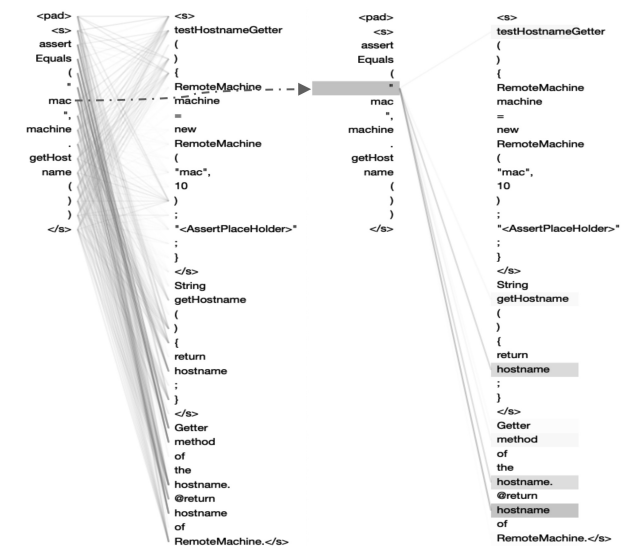 <pad>
<s>
assert
Equals
(
"
mac
",
machine
.
getHost
name
(
)
)
</s>
<s>
testHostnameGetter
(
)
{
RemoteMachine
machine
=
new
RemoteMachine
(
"mac",
10
)
;
"<AssertPlaceHolder>"
;
}
</s>
String
getHostname
(
)
{
return
hostname
;
}
</s>
Getter
method
of
the
hostname.
@return
hostname
of
RemoteMachine.</s>
<pad>
<s>
assert
Equals
(
"
mac
",
machine
.
getHost
name
(
)
)
</s>
<s>
testHostnameGetter
(
)
{
RemoteMachine
machine
=
new
RemoteMachine
(
"mac",
10
)
;
"<AssertPlaceHolder>"
;
}
</s>
String
getHostname
(
)
{
return
hostname
;
}
</s>
Getter
method
of
the
hostname.
@return
hostname
of
RemoteMachine.</s>